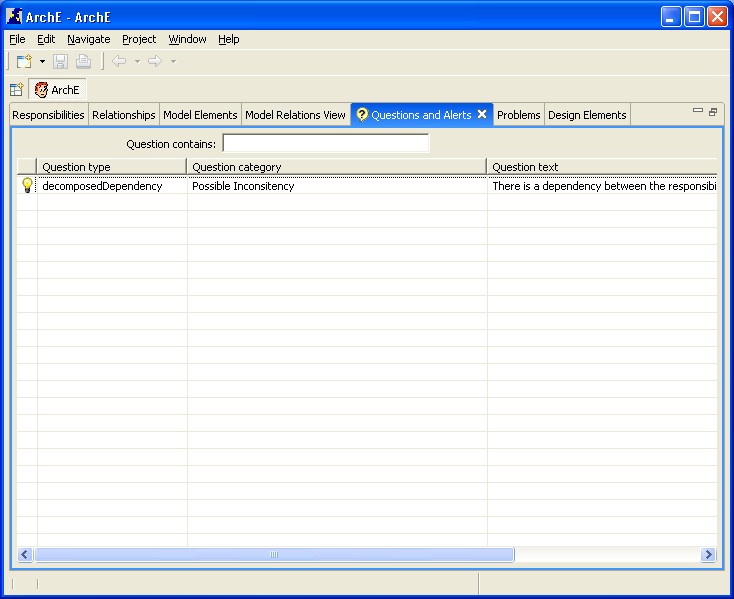 ArchE - ArchE
File Edit Navigate Project Window Help
ArchE
Responsibilities Relationships Model Elements Model Relations View Questions and Alerts Problems Design Elements
Question contains:
Question type Question category Question text
decomposedDependency Possible Inconsitency There is a dependency between the responsibi